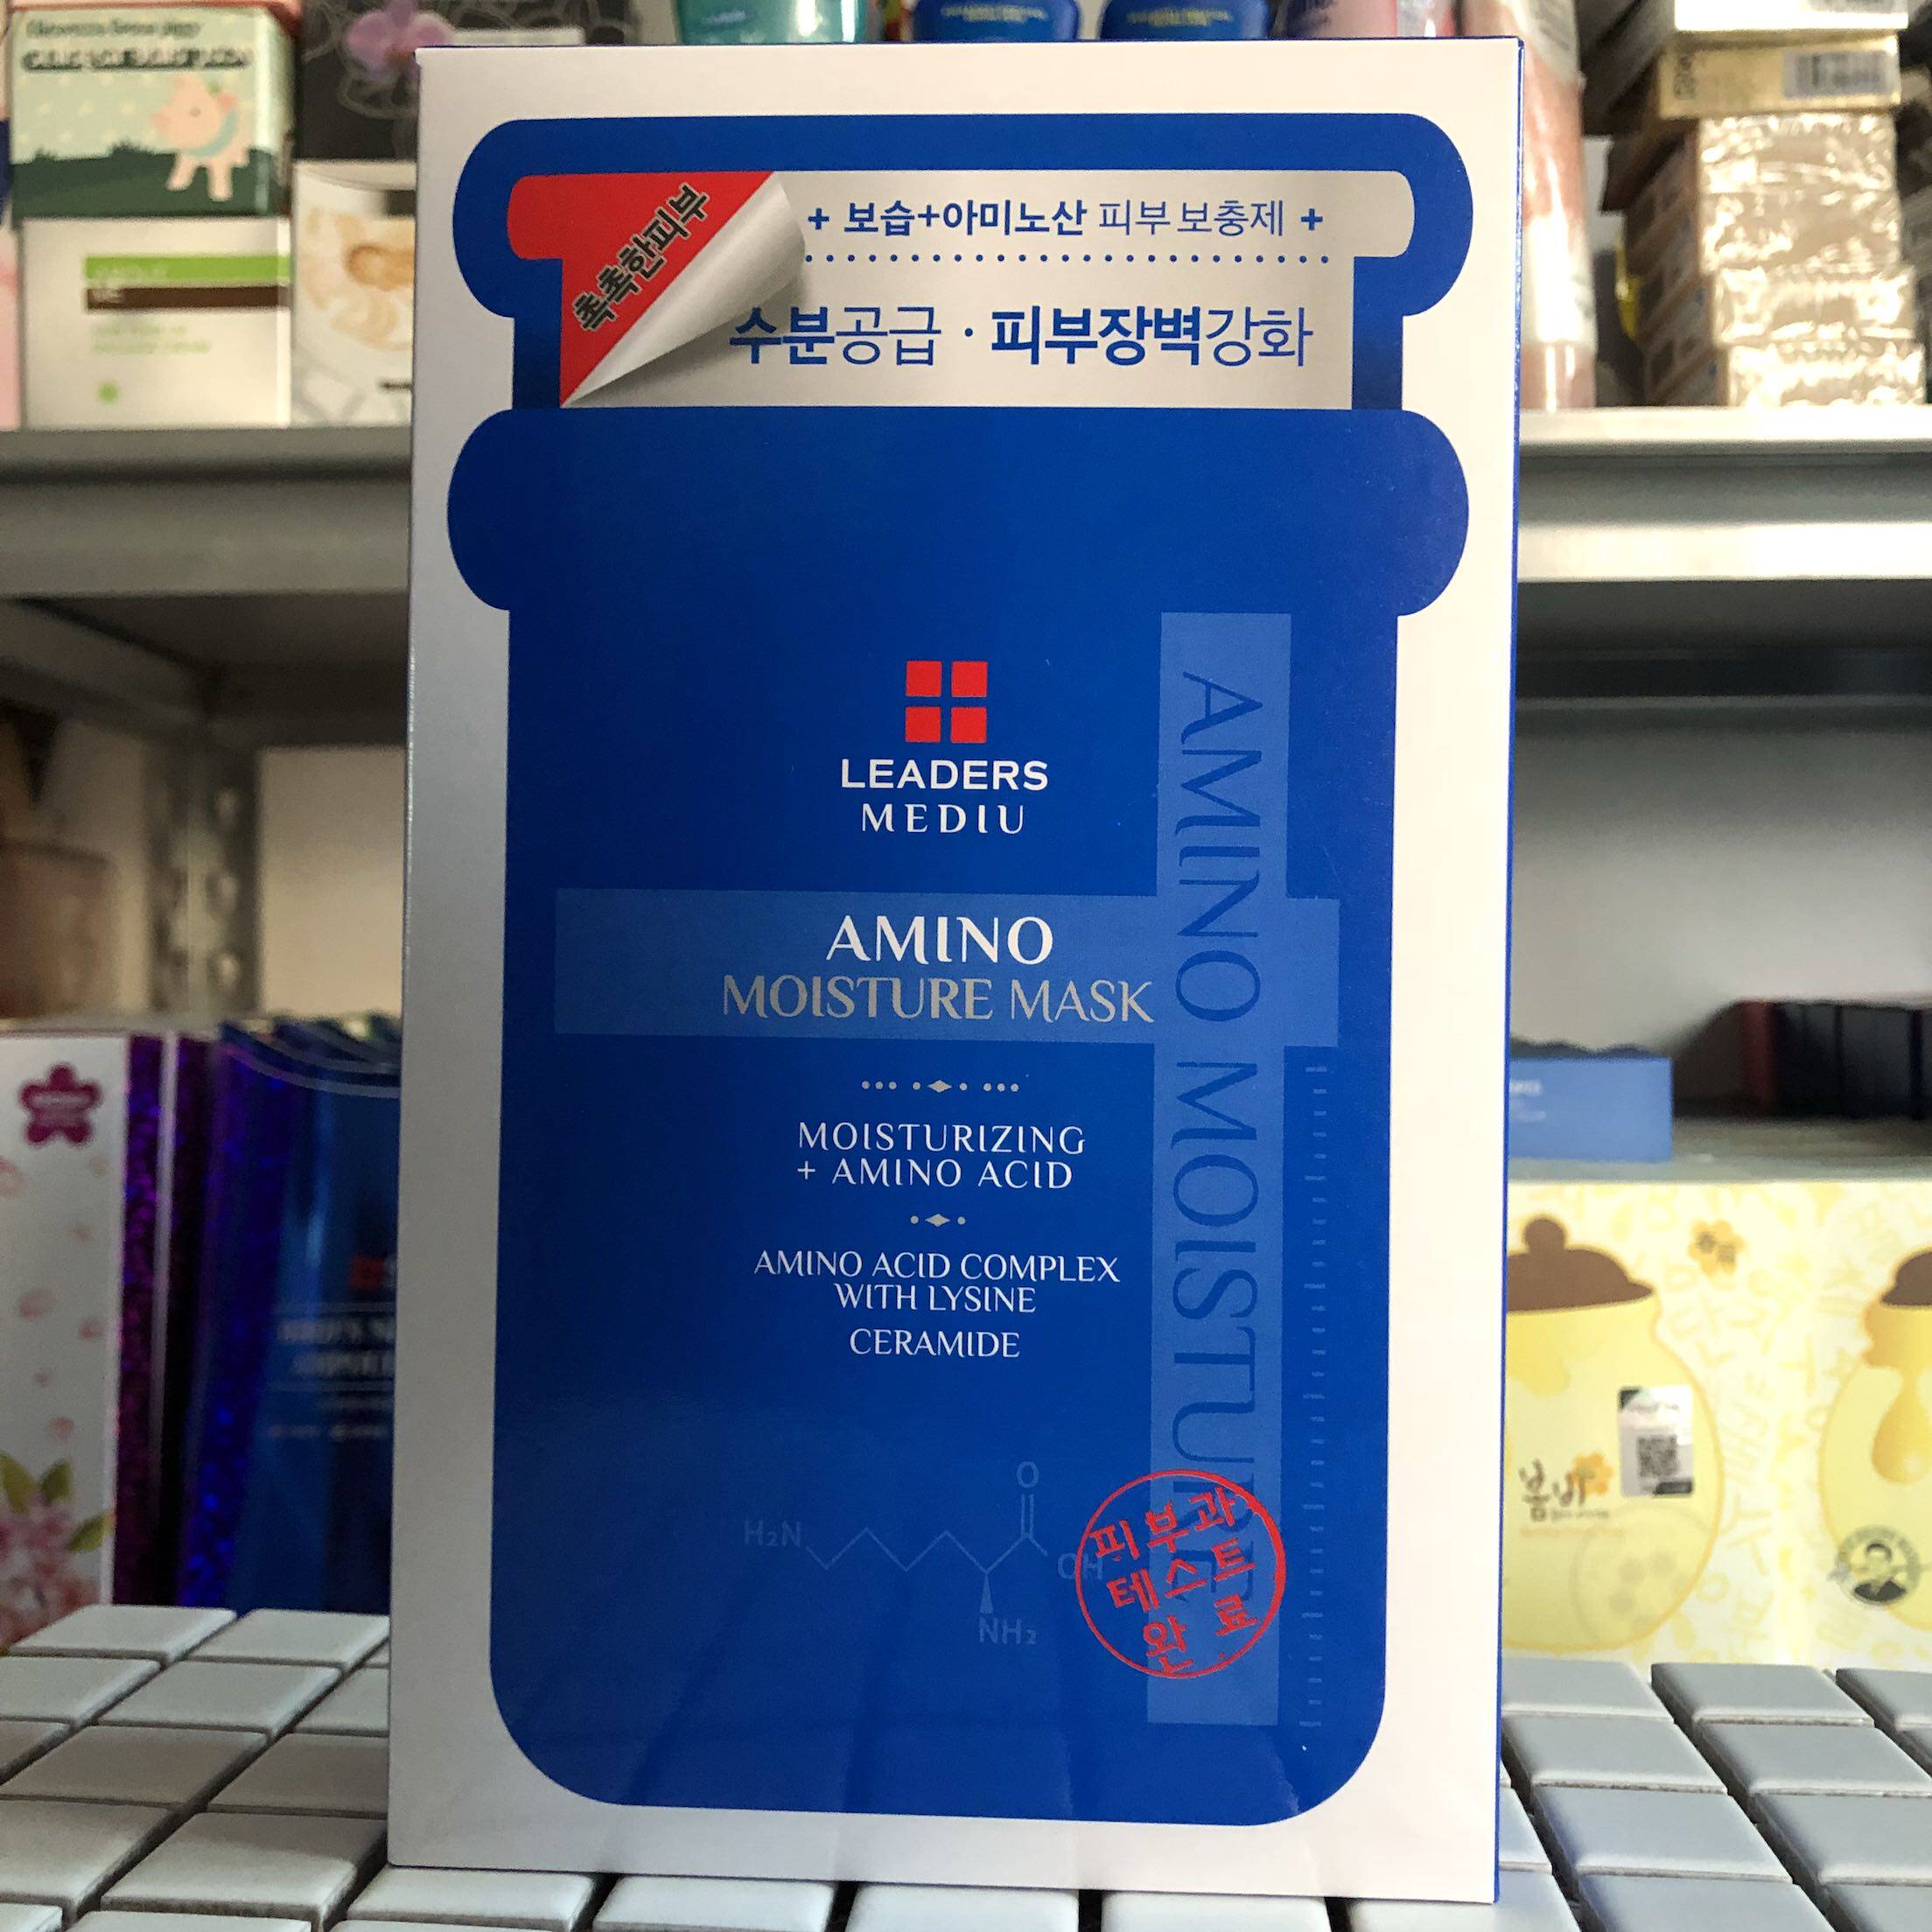 촉촉한피부
+ 보습+아미노산 피부 보충제 +
수분공급 · 피부장벽강화
LEADERS
MEDIU
AMINO
MOISTURE MASK
AMINO MOISTURE
MOISTURIZING
+ AMINO ACID
AMINO ACID COMPLEX
WITH LYSINE
CERAMIDE
O
H₂N
OH
NH₂
피부과
테스트
완료
봄비